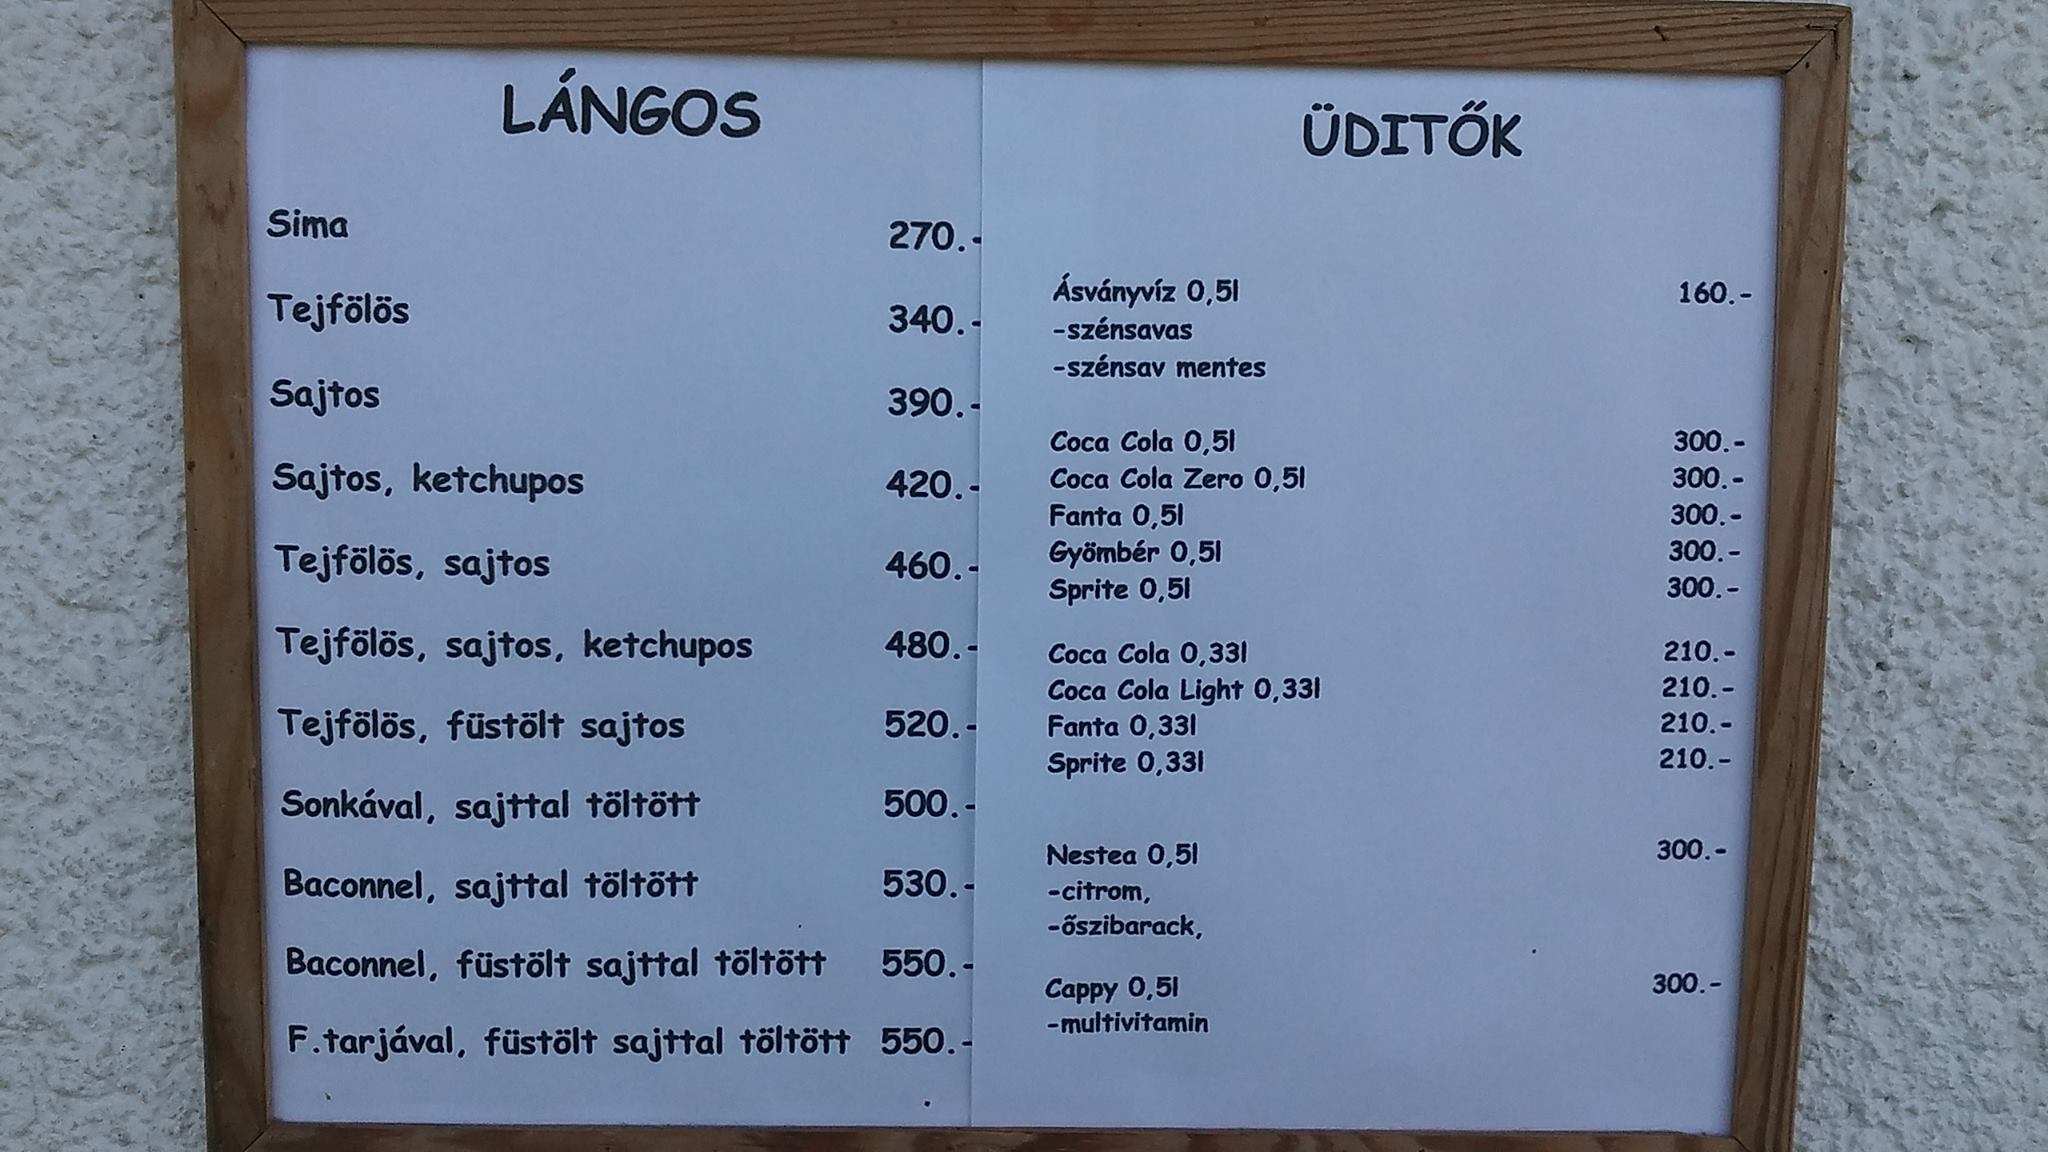 LÁNGOS
Sima 270.-
Tejfölös 340.-
Sajtos 390.-
Sajtos, ketchupos 420.-
Tejfölös, sajtos 460.-
Tejfölös, sajtos, ketchupos 480.-
Tejfölös, füstölt sajtos 520.-
Sonkával, sajttal töltött 500.-
Baconnel, sajttal töltött 530.-
Baconnel, füstölt sajttal töltött 550.-
F.tarjával, füstölt sajttal töltött 550.-
ÜDITŐK
Ásványvíz 0,5l 160.-
-szénsavas
-szénsav mentes
Coca Cola 0,5l 300.-
Coca Cola Zero 0,5l 300.-
Fanta 0,5l 300.-
Gyömbér 0,5l 300.-
Sprite 0,5l 300.-
Coca Cola 0,33l 210.-
Coca Cola Light 0,33l 210.-
Fanta 0,33l 210.-
Sprite 0,33l 210.-
Nestea 0,5l 300.-
-citrom,
-őszibarack,
Cappy 0,5l 300.-
-multivitamin